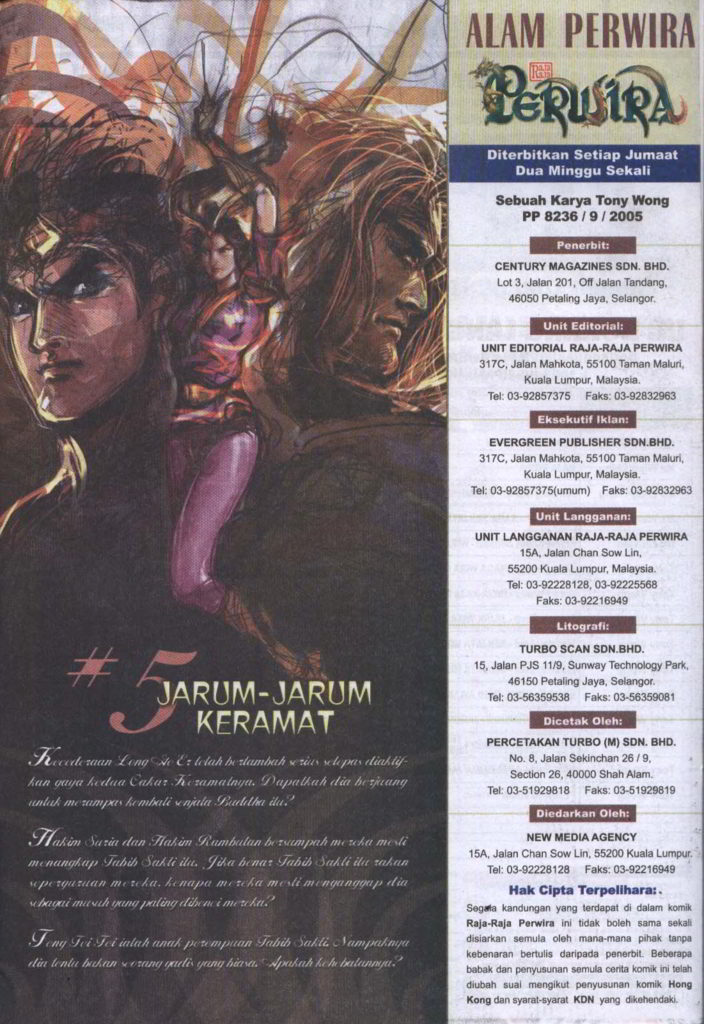 # 5 JARUM-JARUM
KERAMAT
Kecederaan Long Ae Er telah bertambah serius selepas diaktif-
kan gaya kedua Cakar Keramatnya. Dapatkah dia berjuang
untuk merampas kembali senjata Buddha itu?
Hakim Suria dan Hakim Rambulan bersumpah mereka mesti
menangkap Tabib Sakti itu. Jika benar Tabib Sakti itu rakan
seperguruan mereka, kenapa mereka mesti menganggap dia
sebagai musuh yang paling dibenci mereka?
Tong Toi Toi ialah anak perempuan Tabib Sakti. Nampaknya
dia tentu bukan seorang gadis yang biasa. Apakah kehebatannya?
ALAM PERWIRA
Raja
Raja
PERWIRA
Diterbitkan Setiap Jumaat
Dua Minggu Sekali
Sebuah Karya Tony Wong
PP 8236 / 9 / 2005
Penerbit:
CENTURY MAGAZINES SDN. BHD.
Lot 3, Jalan 201, Off Jalan Tandang,
46050 Petaling Jaya, Selangor.
Unit Editorial:
UNIT EDITORIAL RAJA-RAJA PERWIRA
317C, Jalan Mahkota, 55100 Taman Maluri,
Kuala Lumpur, Malaysia.
Tel: 03-92857375 Faks: 03-92832963
Eksekutif Iklan:
EVERGREEN PUBLISHER SDN.BHD.
317C, Jalan Mahkota, 55100 Taman Maluri,
Kuala Lumpur, Malaysia.
Tel: 03-92857375(umum) Faks: 03-92832963
Unit Langganan:
UNIT LANGGANAN RAJA-RAJA PERWIRA
15A, Jalan Chan Sow Lin,
55200 Kuala Lumpur, Malaysia.
Tel: 03-92228128, 03-92225568
Faks: 03-92216949
Litografi:
TURBO SCAN SDN.BHD.
15, Jalan PJS 11/9, Sunway Technology Park,
46150 Petaling Jaya, Selangor.
Tel: 03-56359538 Faks: 03-56359081
Dicetak Oleh:
PERCETAKAN TURBO (M) SDN. BHD.
No. 8, Jalan Sekinchan 26 / 9,
Section 26, 40000 Shah Alam.
Tel: 03-51929818 Faks: 03-51929819
Diedarkan Oleh:
NEW MEDIA AGENCY
15A, Jalan Chan Sow Lin, 55200 Kuala Lumpur.
Tel: 03-92228128 Faks: 03-92216949
Hak Cipta Terpelihara:
Segala kandungan yang terdapat di dalam komik
Raja-Raja Perwira ini tidak boleh sama sekali
disiarkan semula oleh mana-mana pihak tanpa
kebenaran bertulis daripada penerbit. Beberapa
babak dan penyusunan semula cerita komik ini telah
diubah suai mengikut penyusunan komik Hong
Kong dan syarat-syarat KDN yang dikehendaki.